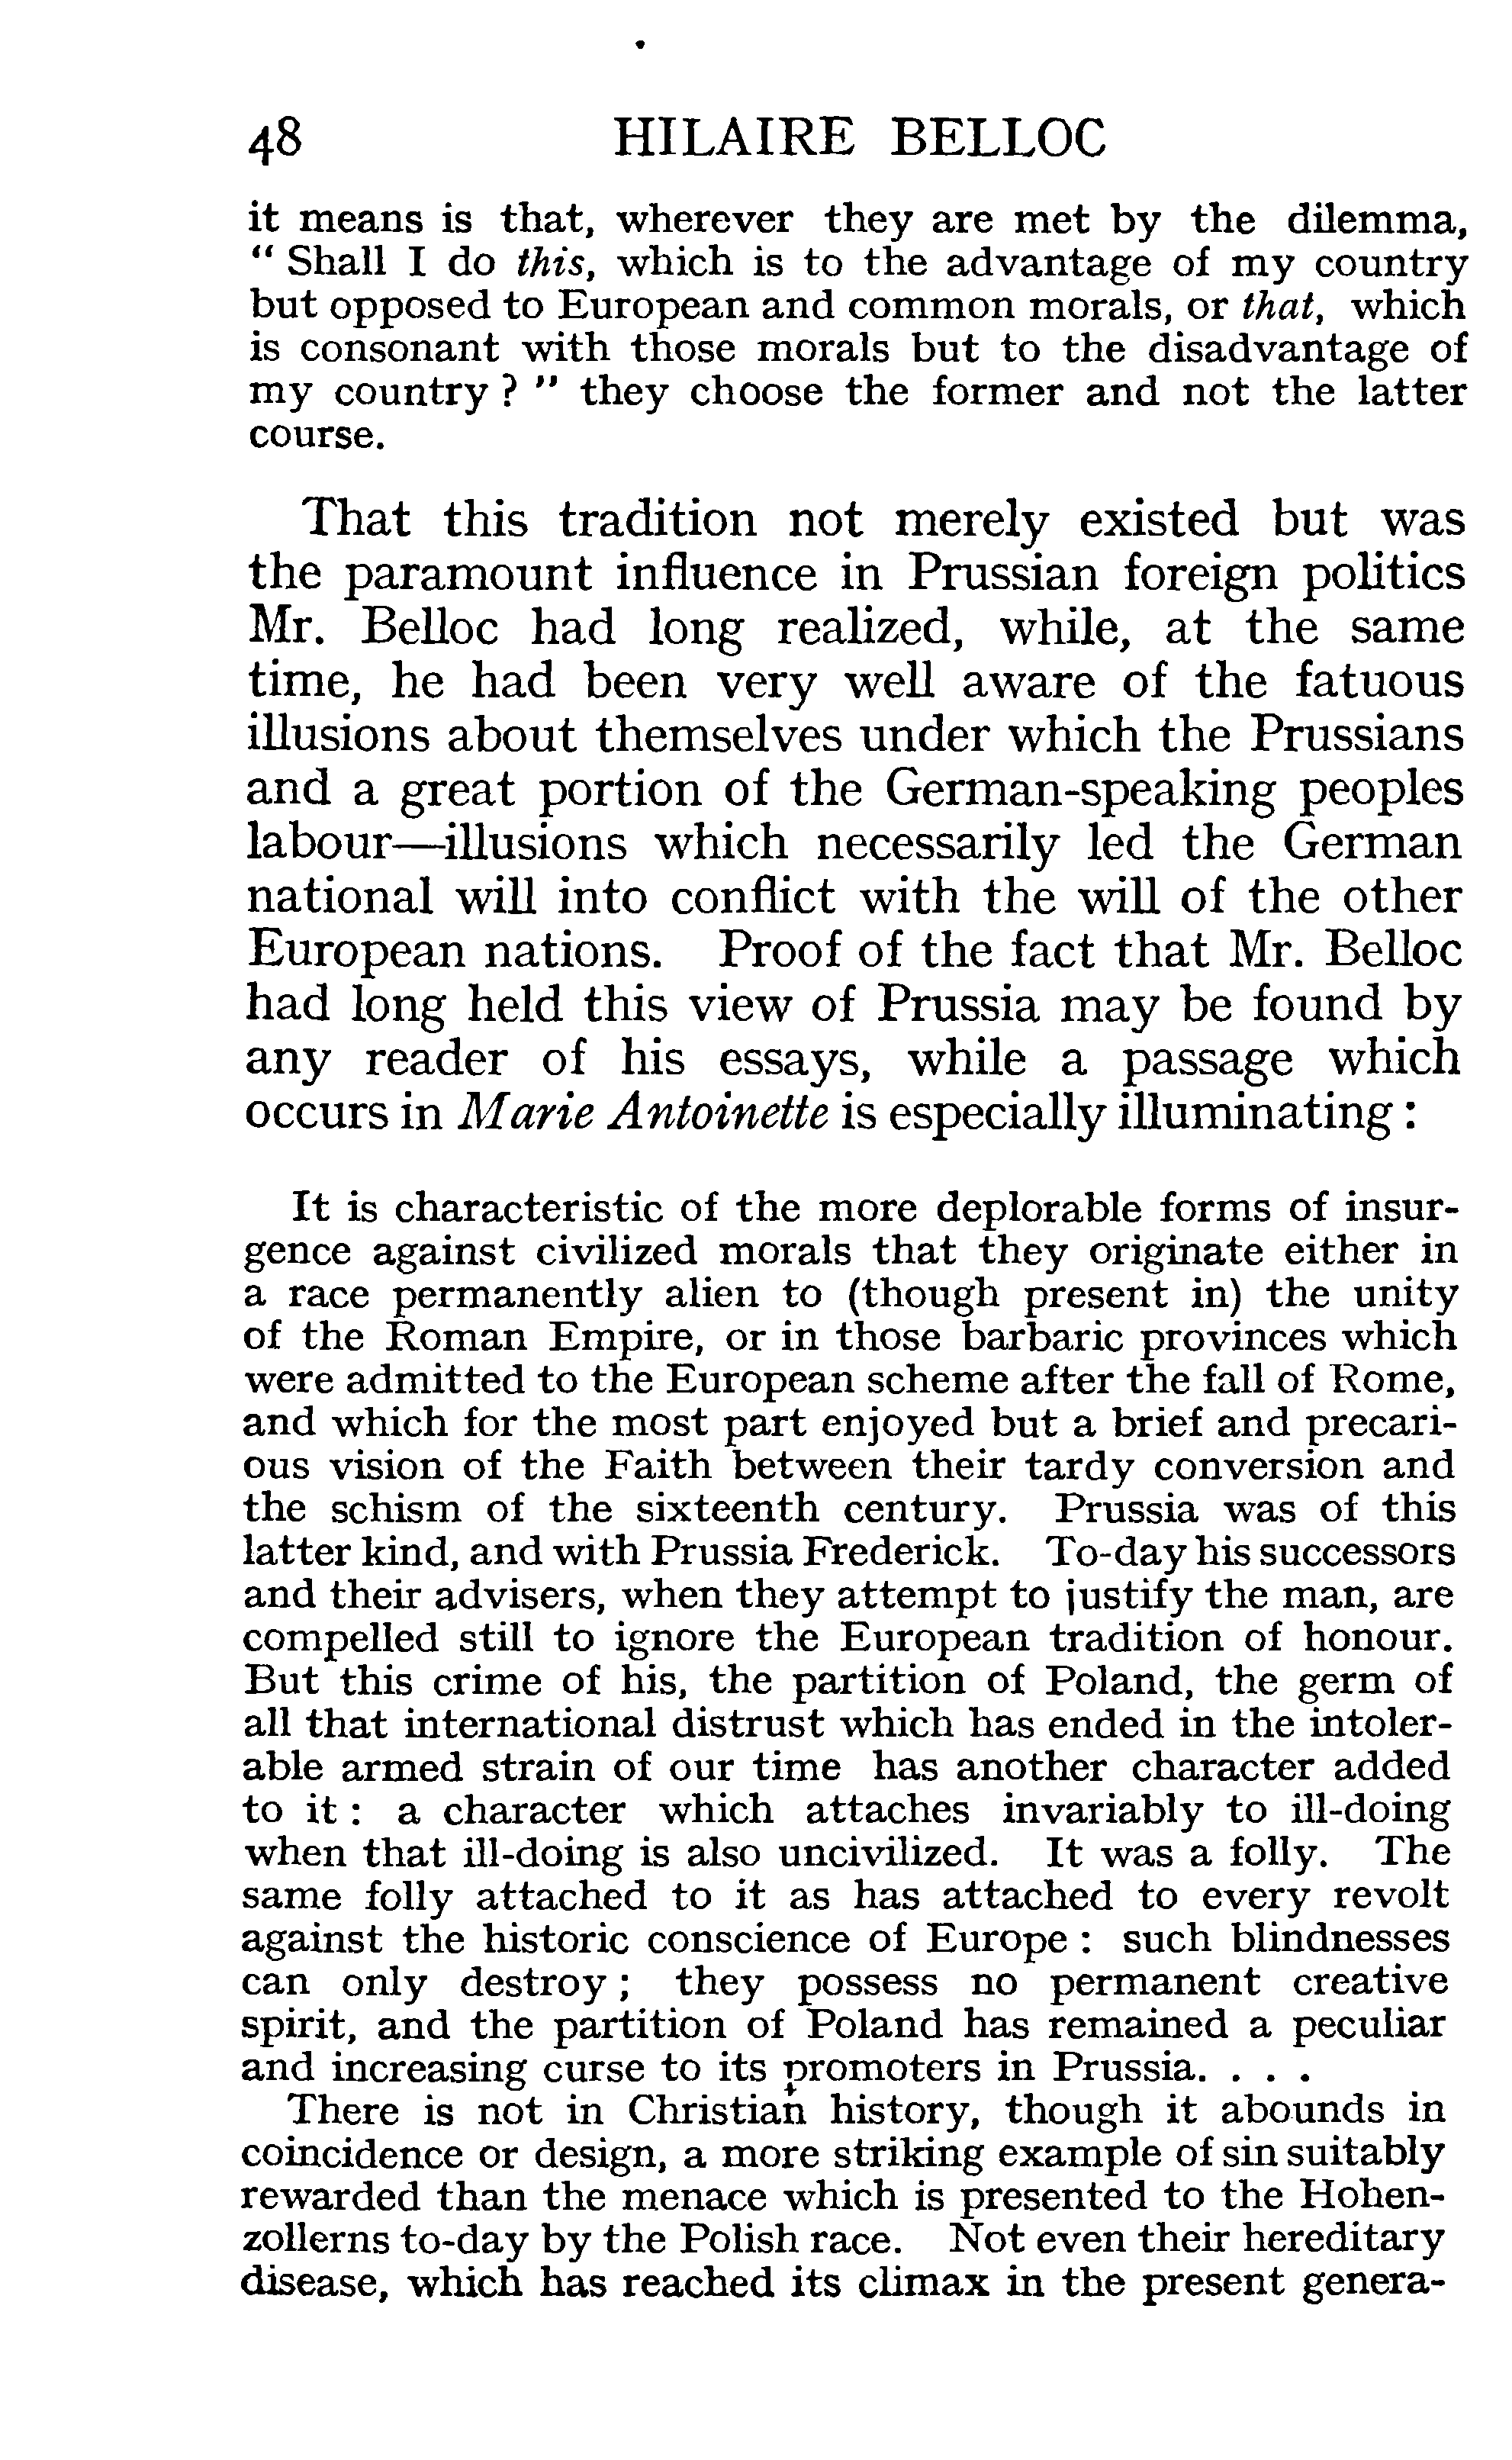 48 HILAIRE BELLOC
it means is that, wherever they are met by the dilemma,
“ Shall I do this, which is to the advantage of my country
but opposed to European and common morals, or that, which
is consonant with those morals but to the disadvantage of
my country ? ” they choose the former and not the latter
course.
That this tradition not merely existed but was
the paramount influence in Prussian foreign politics
Mr. Belloc had long realized, while, at the same
time, he had been very well aware of the fatuous
illusions about themselves under which the Prussians
and a great portion of the German-speaking peoples
labour—illusions which necessarily led the German
national will into conflict with the will of the other
European nations. Proof of the fact that Mr. Belloc
had long held this view of Prussia may be found by
any reader of his essays, while a passage which
occurs in Marie Antoinette is especially illuminating :
It is characteristic of the more deplorable forms of insur-
gence against civilized morals that they originate either in
a race permanently alien to (though present in) the unity
of the Roman Empire, or in those barbaric provinces which
were admitted to the European scheme after the fall of Rome,
and which for the most part enjoyed but a brief and precari-
ous vision of the Faith between their tardy conversion and
the schism of the sixteenth century. Prussia was of this
latter kind, and with Prussia Frederick. To-day his successors
and their advisers, when they attempt to justify the man, are
compelled still to ignore the European tradition of honour.
But this crime of his, the partition of Poland, the germ of
all that international distrust which has ended in the intoler-
able armed strain of our time has another character added
to it : a character which attaches invariably to ill-doing
when that ill-doing is also uncivilized. It was a folly. The
same folly attached to it as has attached to every revolt
against the historic conscience of Europe : such blindnesses
can only destroy ; they possess no permanent creative
spirit, and the partition of Poland has remained a peculiar
and increasing curse to its promoters in Prussia. . . .
There is not in Christian history, though it abounds in
coincidence or design, a more striking example of sin suitably
rewarded than the menace which is presented to the Hohen-
zollerns to-day by the Polish race. Not even their hereditary
disease, which has reached its climax in the present genera-